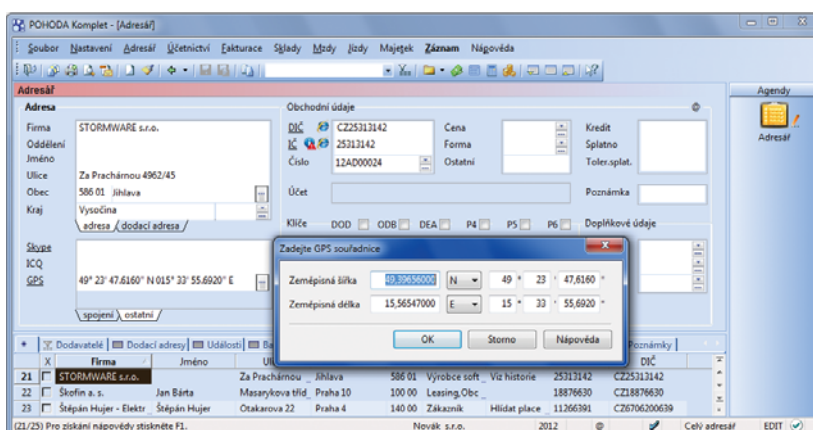 POHODA Komplet - [Adresář]
Soubor Nastavení Adresář Účetnictví Fakturace Sklady Mzdy Jízdy Majetek Záznam Nápověda
Adresář
Agendy
Adresář
Adresa
Obchodní údaje
Firma STORMWARE s.r.o.
DIČ CZ25313142 Cena Kredit
Oddělení
IČ 25313142 Forma Splatno
Jméno
Číslo 12AD00024 Ostatní Toler.splat.
Ulice Za Prachárnou 4962/45
Obec 586 01 Jihlava
Účet Poznámka
Kraj Vysočina
adresa dodací adresa
Klíče DOD ODB DEA P4 P5 P6 Doplňkové údaje
Skype
ICQ
GPS 49° 23' 47.6160" N 015° 33' 55.6920" E
spojení ostatní
Zadejte GPS souřadnice
Zeměpisná šířka 49,39656000 N 49 ° 23 ' 47,6160 "
Zeměpisná délka 15,56547000 E 15 ° 33 ' 55,6920 "
OK Storno Nápověda
Dodavatelé Dodací adresy Události Ba Poznámky
X Firma Jméno Ul DIČ
21 STORMWARE s.r.o. Za Prachárnou Jihlava 586 01 Výrobce soft Viz historie 25313142 CZ25313142
22 Škofin a. s. Jan Bárta Masarykova tříd Praha 10 100 00 Leasing,Obc 18876630 CZ18876630
23 Štěpán Hujer - Elektr Štěpán Hujer Otakarova 22 Praha 4 140 00 Zákazník Hlídat place 11266391 CZ6706200639
(21/25) Pro získání nápovědy stiskněte F1. Novák s.r.o. 2012 @ Celý adresář EDIT